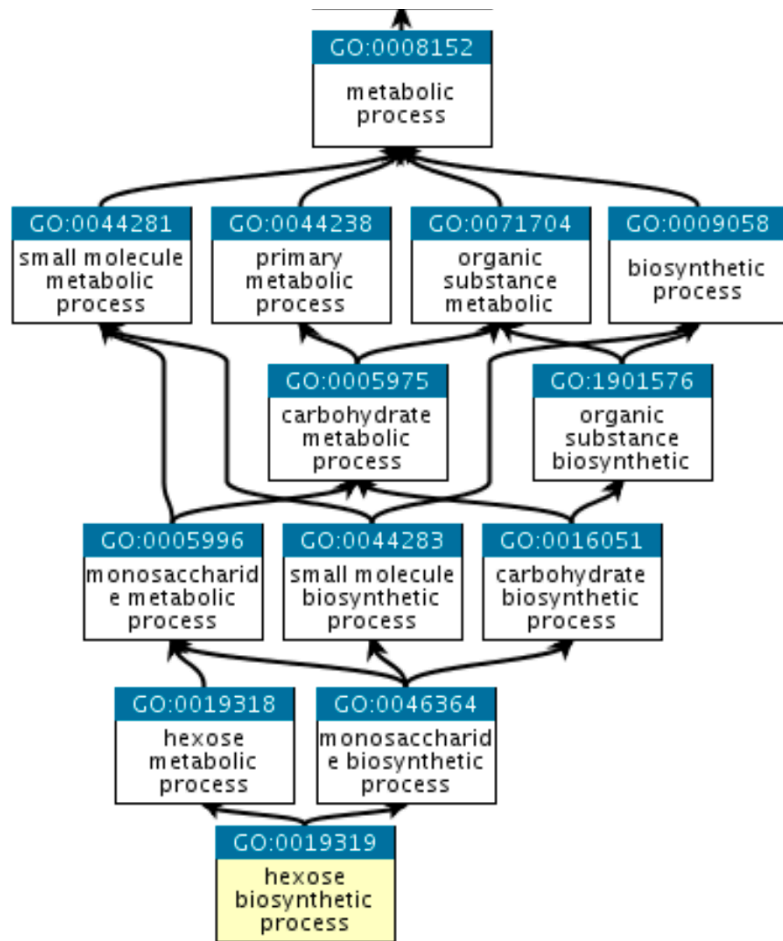 GO:0008152
metabolic
process
GO:0044281
small molecule
metabolic
process
GO:0044238
primary
metabolic
process
GO:0071704
organic
substance
metabolic
GO:0009058
biosynthetic
process
GO:0005975
carbohydrate
metabolic
process
GO:1901576
organic
substance
biosynthetic
GO:0005996
monosaccharid
e metabolic
process
GO:0044283
small molecule
biosynthetic
process
GO:0016051
carbohydrate
biosynthetic
process
GO:0019318
hexose
metabolic
process
GO:0046364
monosaccharid
e biosynthetic
process
GO:0019319
hexose
biosynthetic
process